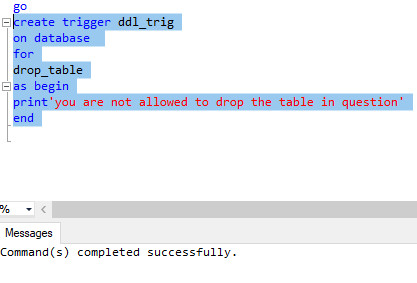 go
create trigger ddl_trig
on database
for
drop_table
as begin
print'you are not allowed to drop the table in question'
end
%
Messages
Command(s) completed successfully.